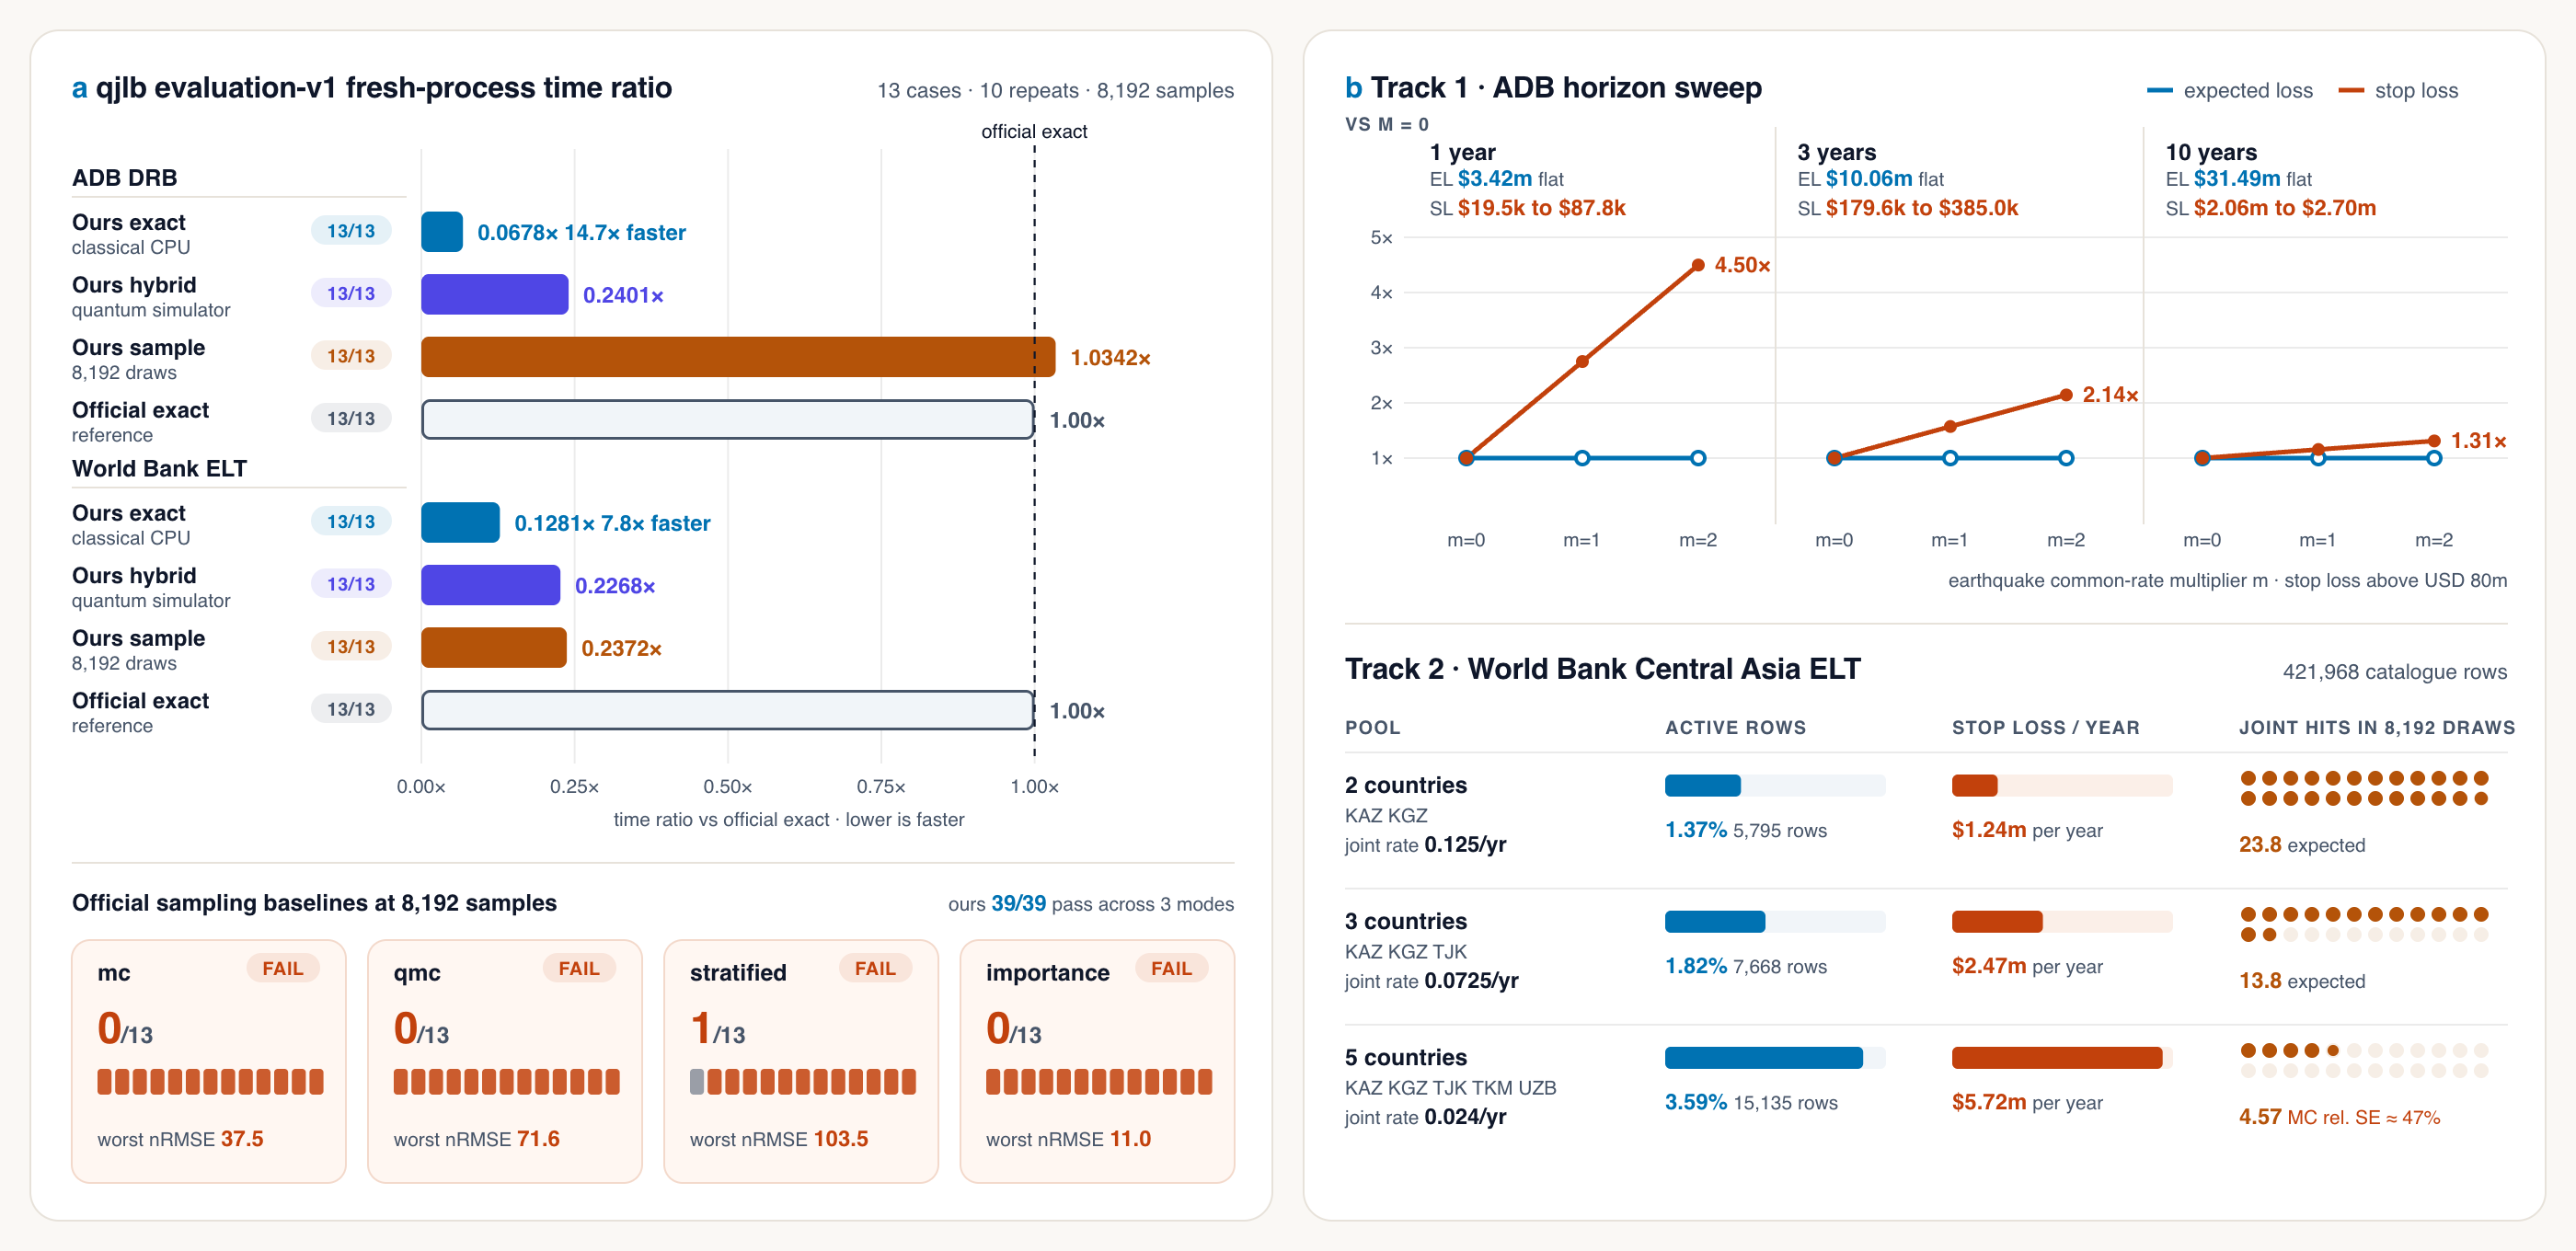 a qjlb evaluation-v1 fresh-process time ratio
13 cases · 10 repeats · 8,192 samples
official exact
ADB DRB
Ours exact
classical CPU
13/13
0.0678× 14.7× faster
Ours hybrid
quantum simulator
13/13
0.2401×
Ours sample
8,192 draws
13/13
1.0342×
Official exact
reference
13/13
1.00×
World Bank ELT
Ours exact
classical CPU
13/13
0.1281× 7.8× faster
Ours hybrid
quantum simulator
13/13
0.2268×
Ours sample
8,192 draws
13/13
0.2372×
Official exact
reference
13/13
1.00×
0.00× 0.25× 0.50× 0.75× 1.00×
time ratio vs official exact · lower is faster
Official sampling baselines at 8,192 samples
ours 39/39 pass across 3 modes
mc FAIL
0/13
worst nRMSE 37.5
qmc FAIL
0/13
worst nRMSE 71.6
stratified FAIL
1/13
worst nRMSE 103.5
importance FAIL
0/13
worst nRMSE 11.0
b Track 1 · ADB horizon sweep
expected loss stop loss
VS M = 0
1 year
EL $3.42m flat
SL $19.5k to $87.8k
3 years
EL $10.06m flat
SL $179.6k to $385.0k
10 years
EL $31.49m flat
SL $2.06m to $2.70m
5×
4×
3×
2×
1×
4.50×
2.14×
1.31×
m=0 m=1 m=2 m=0 m=1 m=2 m=0 m=1 m=2
earthquake common-rate multiplier m · stop loss above USD 80m
Track 2 · World Bank Central Asia ELT
421,968 catalogue rows
POOL ACTIVE ROWS STOP LOSS / YEAR JOINT HITS IN 8,192 DRAWS
2 countries
KAZ KGZ
joint rate 0.125/yr
1.37% 5,795 rows
$1.24m per year
23.8 expected
3 countries
KAZ KGZ TJK
joint rate 0.0725/yr
1.82% 7,668 rows
$2.47m per year
13.8 expected
5 countries
KAZ KGZ TJK TKM UZB
joint rate 0.024/yr
3.59% 15,135 rows
$5.72m per year
4.57 MC rel. SE ≈ 47%